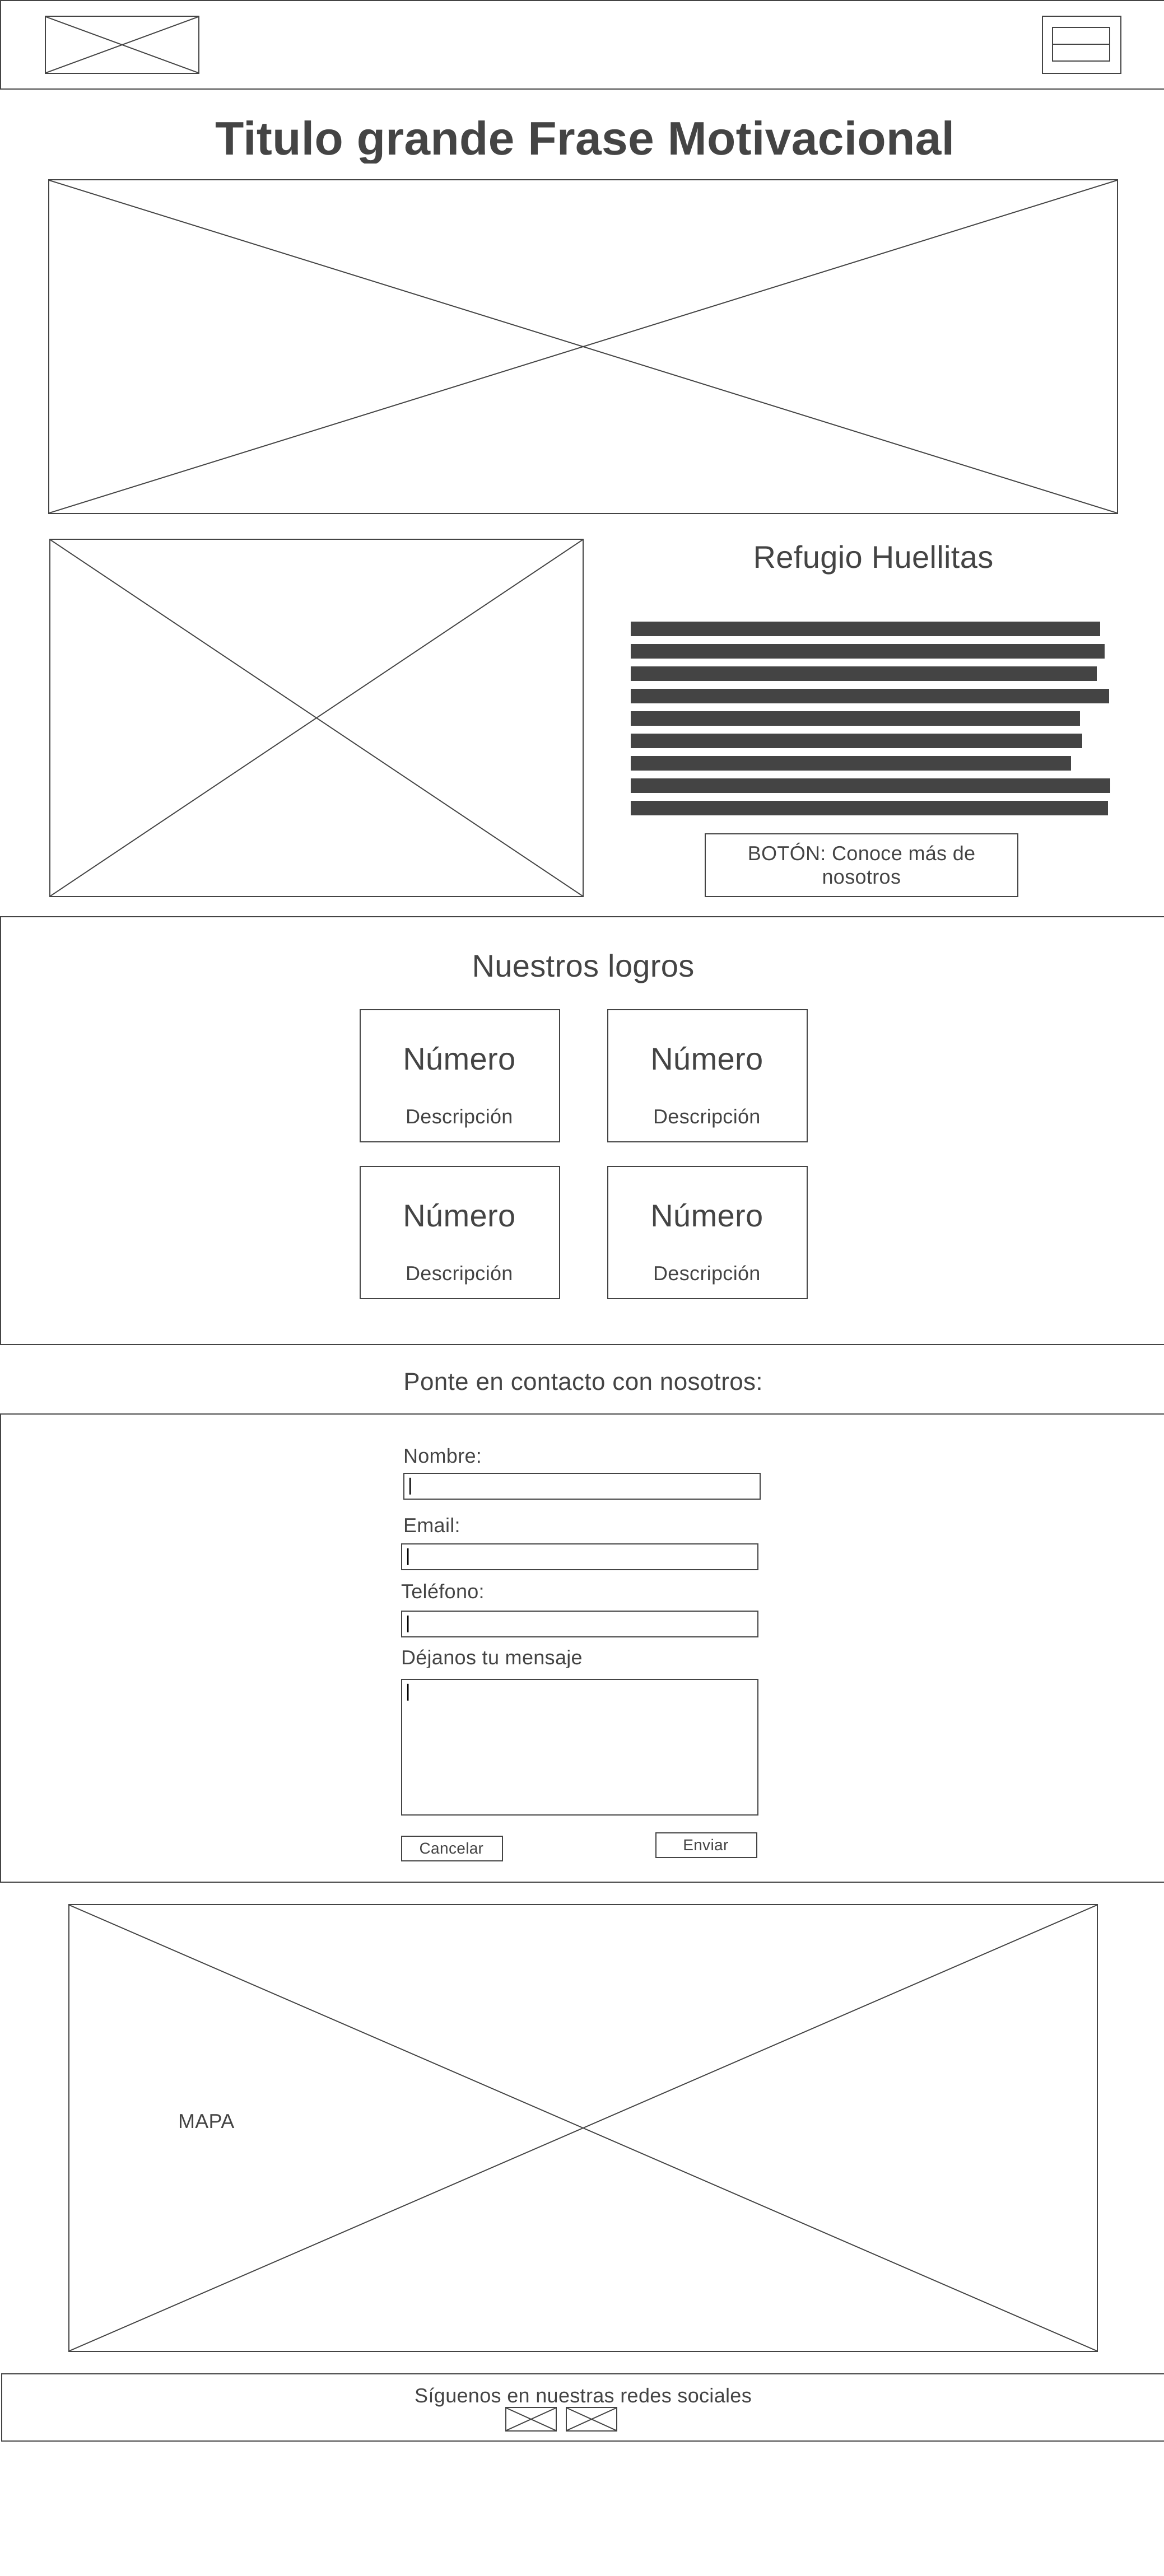 Titulo grande Frase Motivacional
Refugio Huellitas
BOTÓN: Conoce más de
nosotros
Nuestros logros
Número
Descripción
Número
Descripción
Número
Descripción
Número
Descripción
Ponte en contacto con nosotros:
Nombre:
Email:
Teléfono:
Déjanos tu mensaje
Cancelar
Enviar
MAPA
Síguenos en nuestras redes sociales